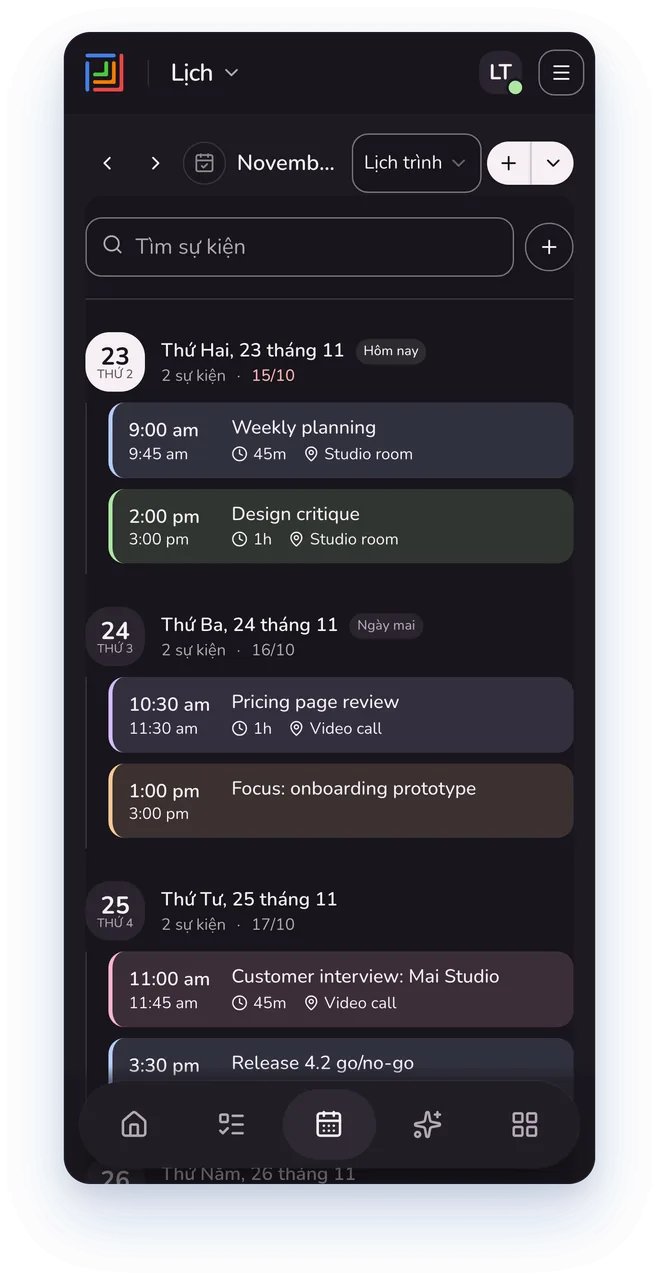 Lịch
LT
Novemb...
Lịch trình
Tìm sự kiện
23
THỨ 2
Thứ Hai, 23 tháng 11
Hôm nay
2 sự kiện · 15/10
9:00 am
9:45 am
Weekly planning
45m
Studio room
2:00 pm
3:00 pm
Design critique
1h
Studio room
24
THỨ 3
Thứ Ba, 24 tháng 11
Ngày mai
2 sự kiện · 16/10
10:30 am
11:30 am
Pricing page review
1h
Video call
1:00 pm
3:00 pm
Focus: onboarding prototype
25
THỨ 4
Thứ Tư, 25 tháng 11
2 sự kiện · 17/10
11:00 am
11:45 am
Customer interview: Mai Studio
45m
Video call
3:30 pm
Release 4.2 go/no-go
26
Thứ Năm, 26 tháng 11